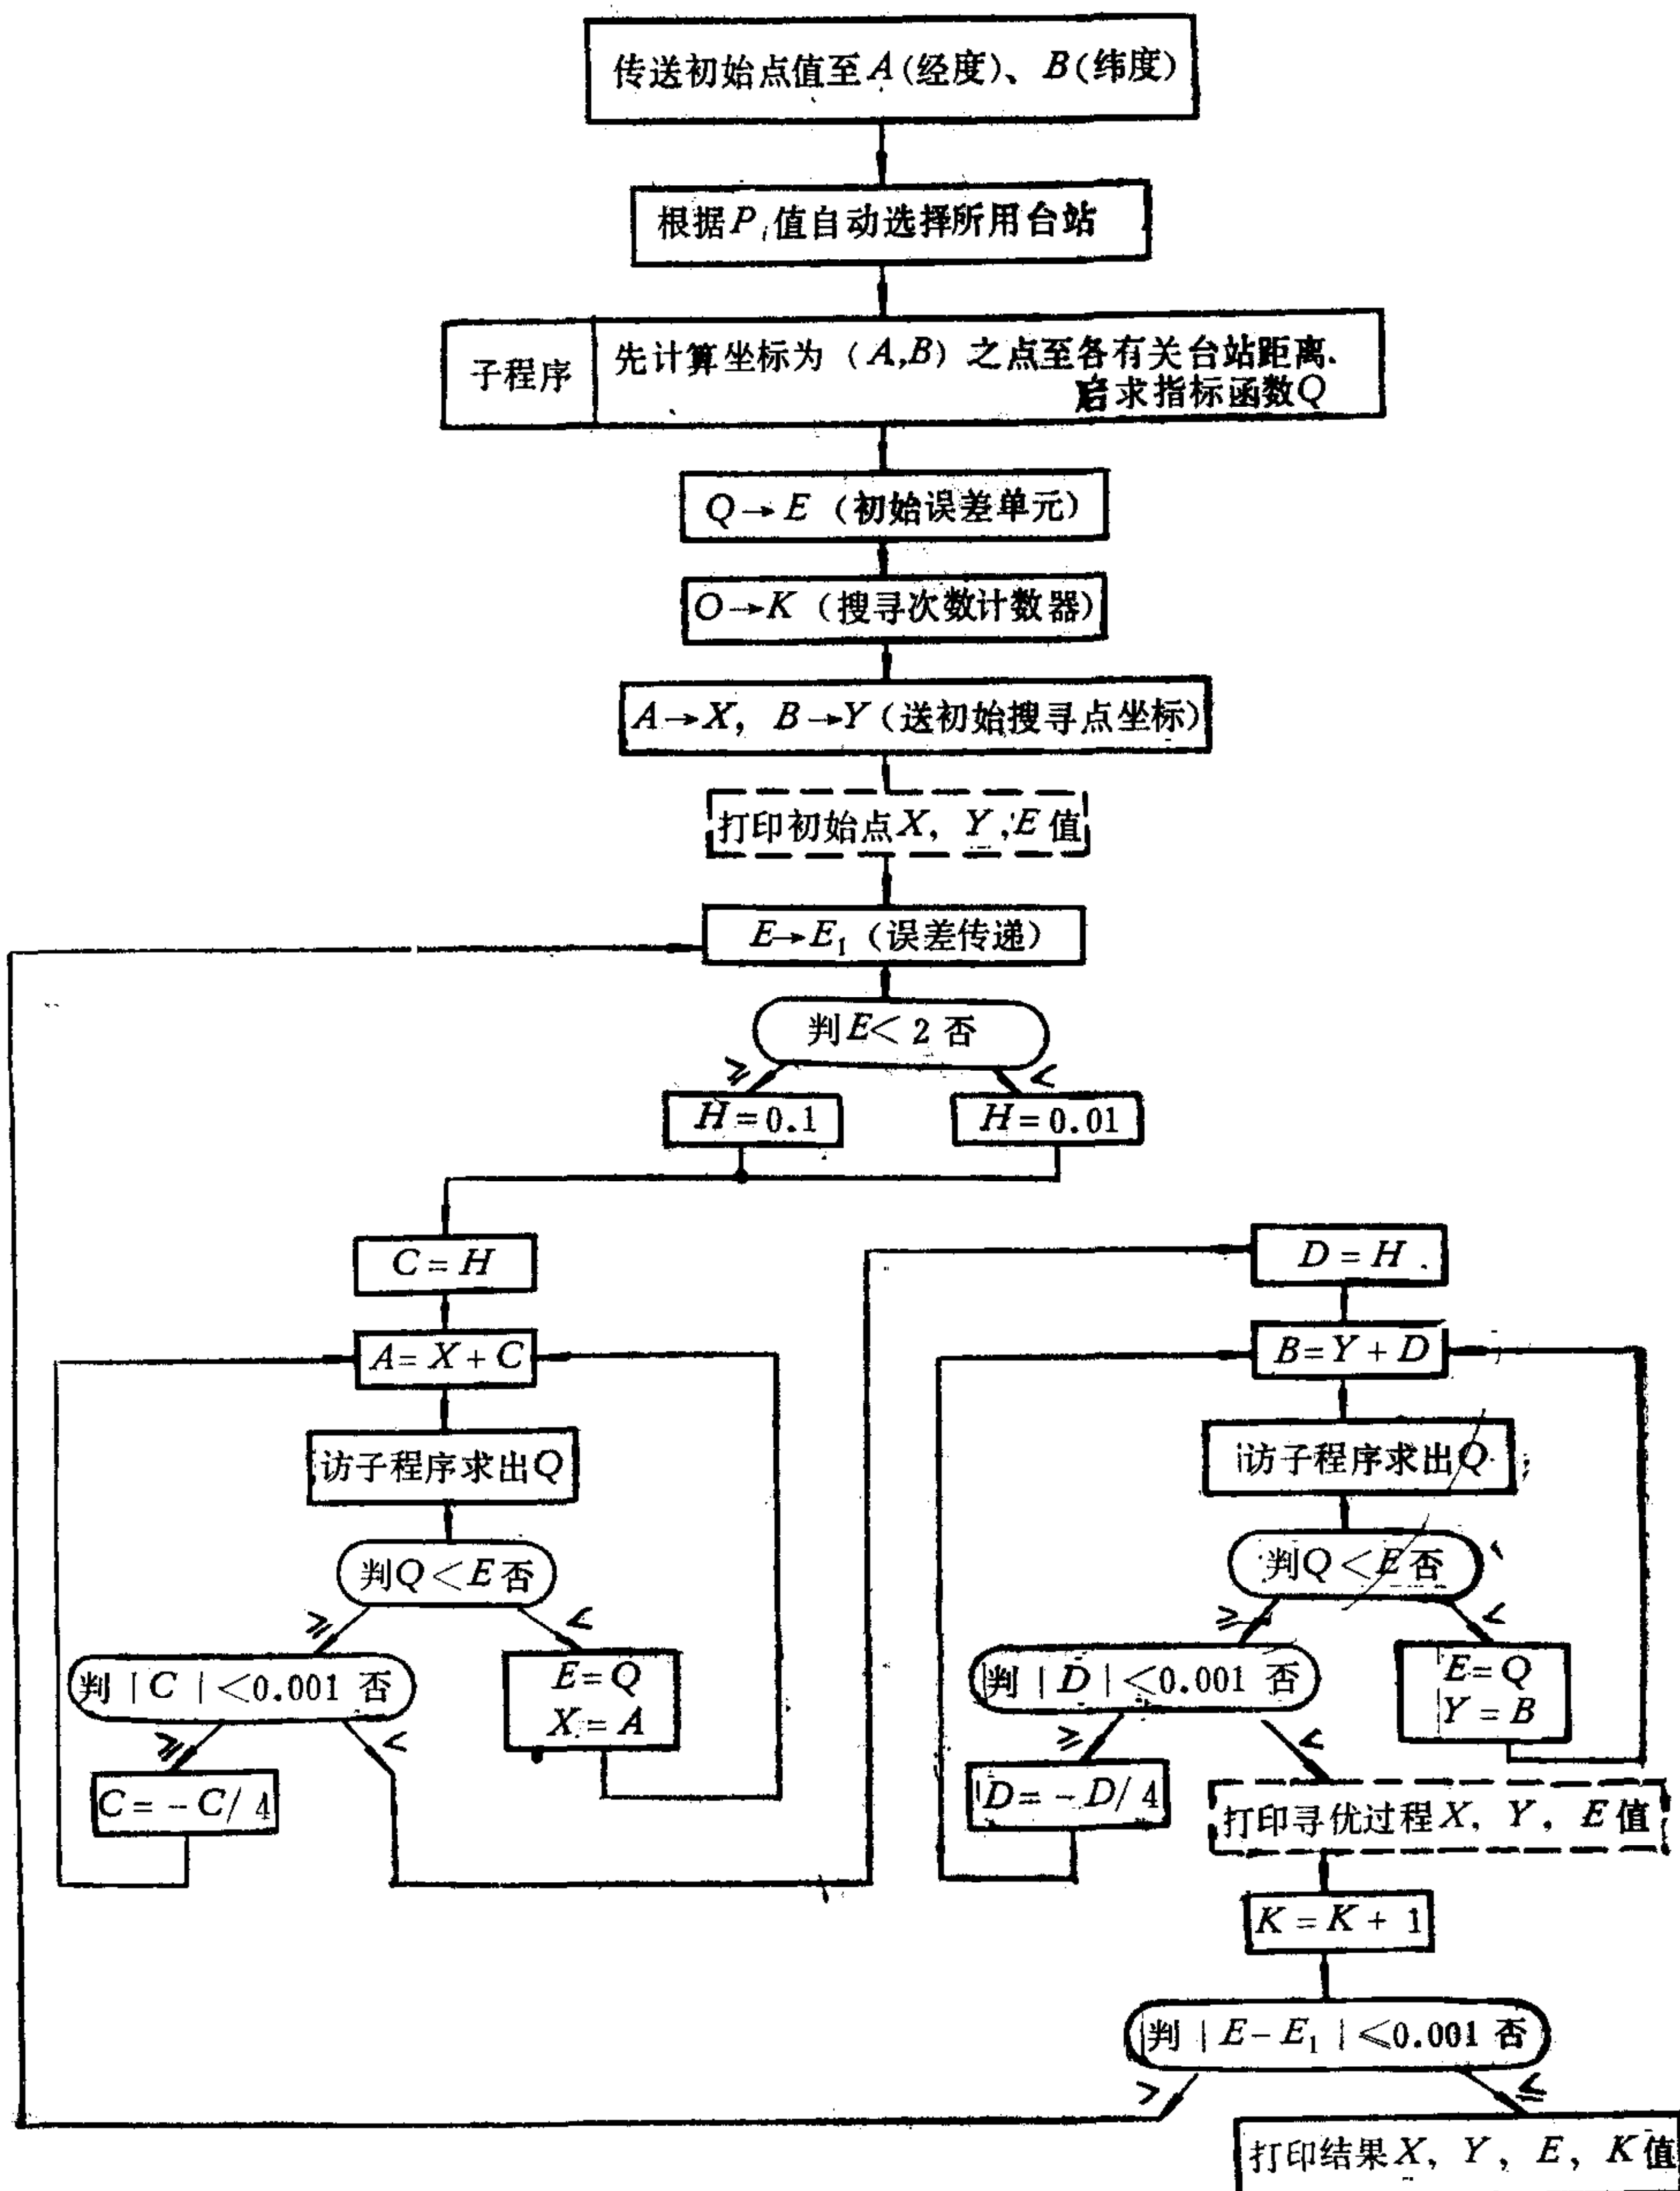 传送初始点值至A(经度)、B(纬度)
根据Pᵢ值自动选择所用台站
子程序
先计算坐标为（A,B）之点至各有关台站距离.
启求指标函数Q
Q→E（初始误差单元）
O→K（搜寻次数计数器）
A→X，B→Y(送初始搜寻点坐标)
打印初始点X，Y,E值
E→E₁（误差传递）
判E<2否
≥
<
H=0.1
H=0.01
C=H
A=X+C
访子程序求出Q
判Q<E否
≥
<
判|C|<0.001否
E=Q
X=A
≥
<
C=-C/4
D=H
B=Y+D
访子程序求出Q
判Q<E否
≥
<
判|D|<0.001否
E=Q
Y=B
≥
<
D=-D/4
打印寻优过程X，Y，E值
K=K+1
判|E-E₁|≤0.001否
>
≤
打印结果X，Y，E，K值